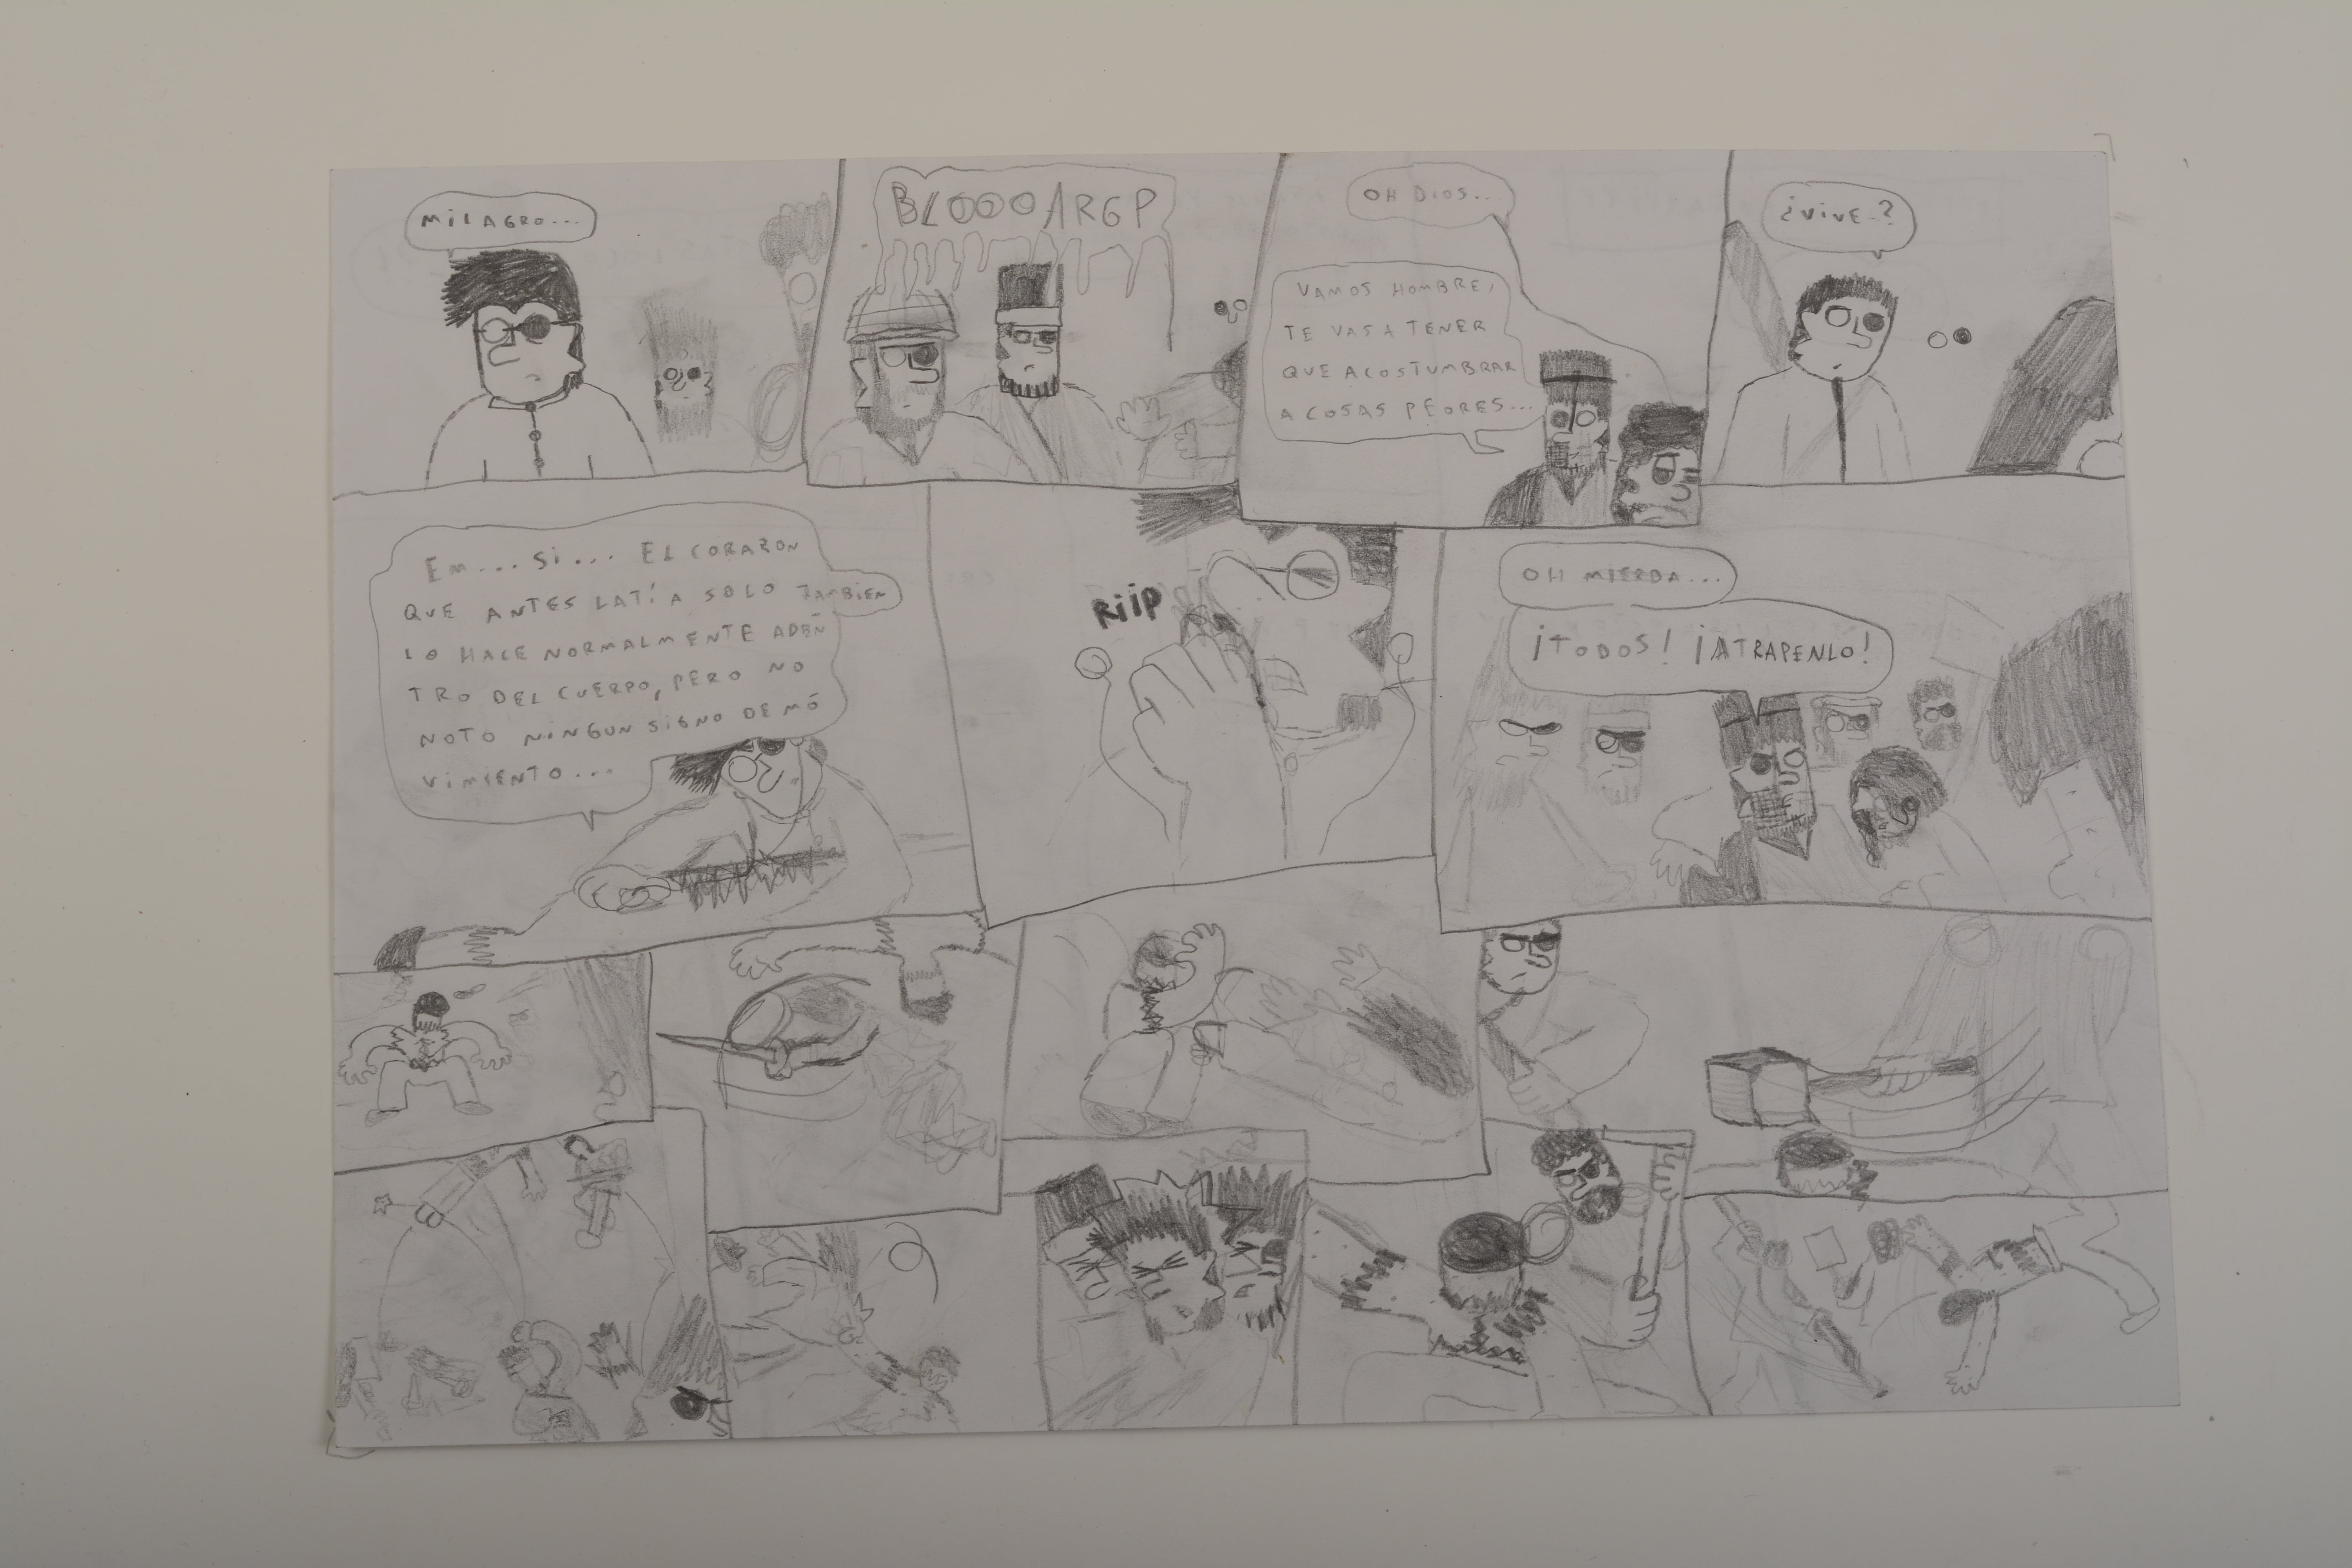 MILAGRO...
BLOOOARGP
OH DIOS...
VAMOS HOMBRE,
TE VAS A TENER
QUE ACOSTUMBRAR
A COSAS PEORES...
¿VIVE..?
EM... SI... EL CORAZON
QUE ANTES LATÍA SOLO TAMBIEN
LO HACE NORMALMENTE ADEN
TRO DEL CUERPO, PERO NO
NOTO NINGUN SIGNO DE MO
VIMIENTO...
RIIP
OH MIERDA...
¡TODOS! ¡ATRAPENLO!